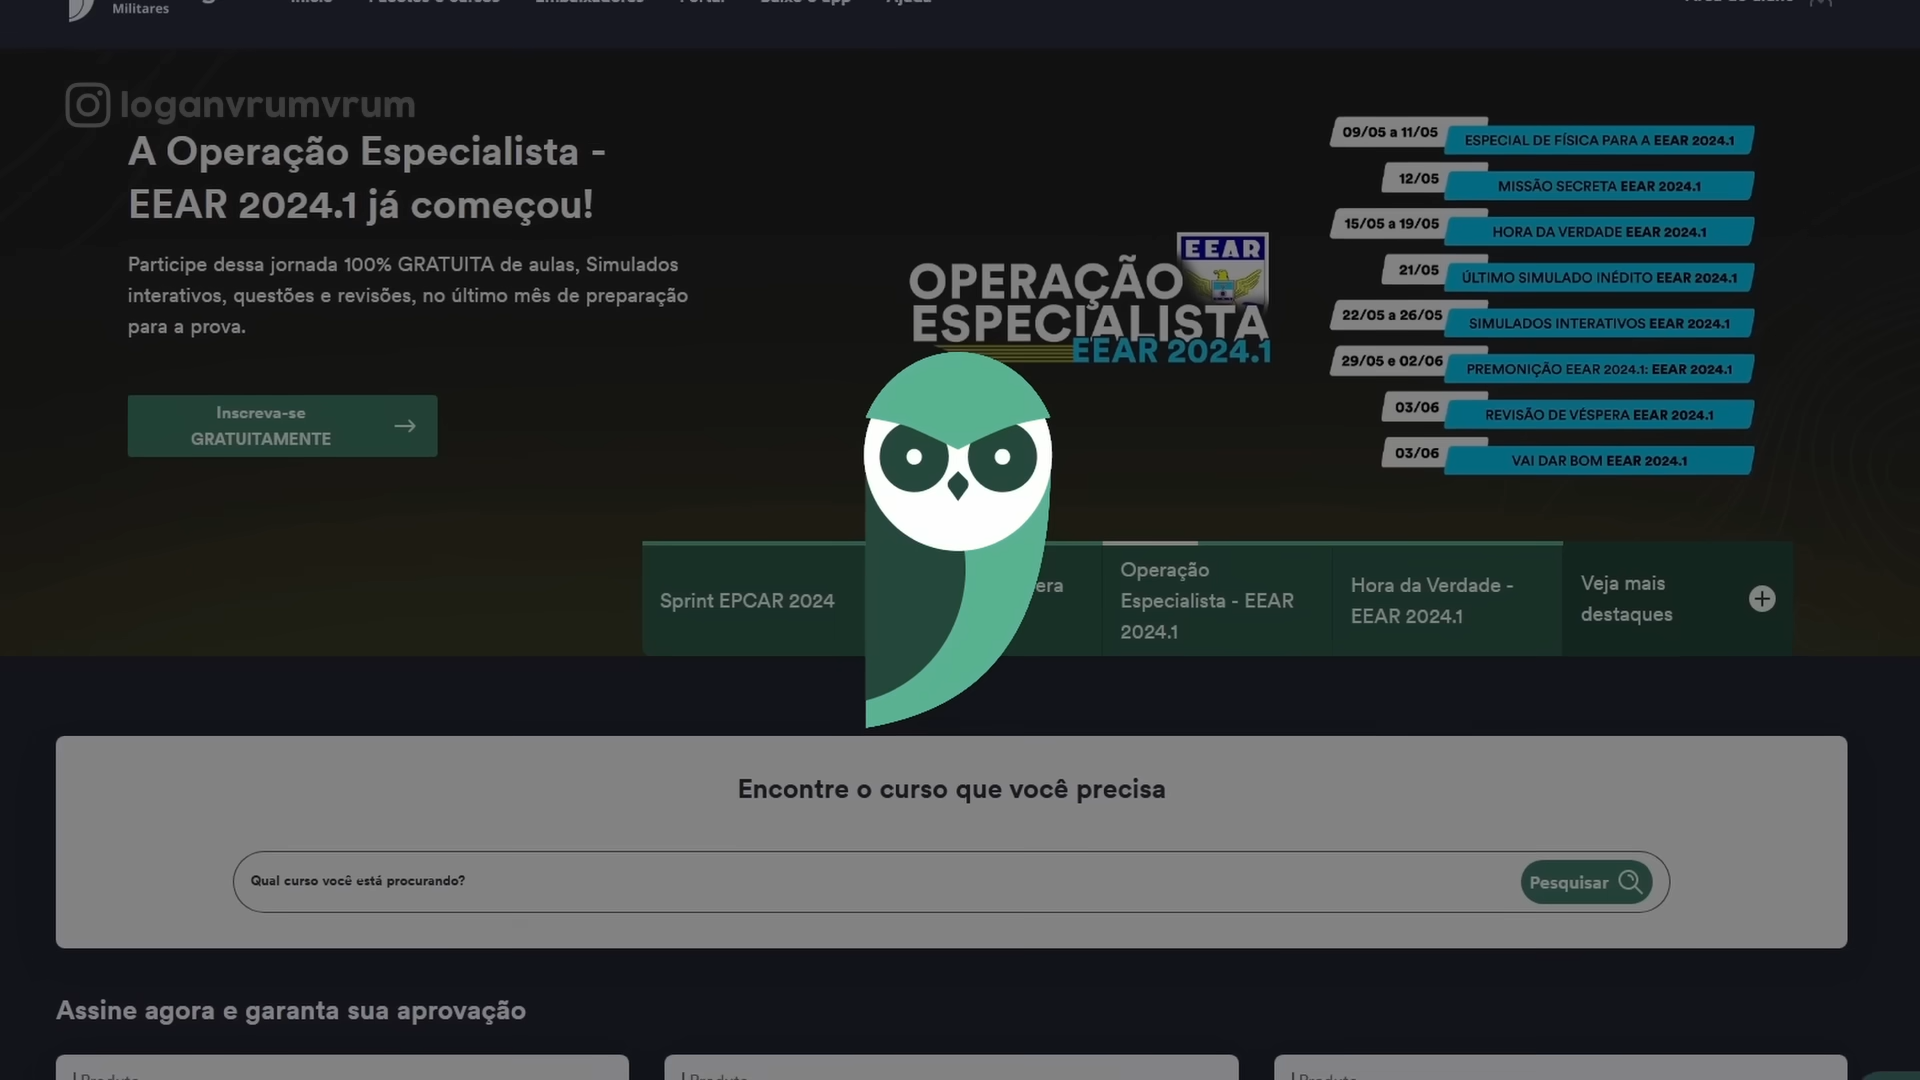 Militares
loganvrumvrum
A Operação Especialista -
EEAR 2024.1 já começou!
Participe dessa jornada 100% GRATUITA de aulas, Simulados
interativos, questões e revisões, no último mês de preparação
para a prova.
Inscreva-se
GRATUITAMENTE
EEAR
OPERAÇÃO
ESPECIALISTA
EEAR 2024.1
09/05 a 11/05 ESPECIAL DE FÍSICA PARA A EEAR 2024.1
12/05 MISSÃO SECRETA EEAR 2024.1
15/05 a 19/05 HORA DA VERDADE EEAR 2024.1
21/05 ÚLTIMO SIMULADO INÉDITO EEAR 2024.1
22/05 a 26/05 SIMULADOS INTERATIVOS EEAR 2024.1
29/05 e 02/06 PREMONIÇÃO EEAR 2024.1: EEAR 2024.1
03/06 REVISÃO DE VÉSPERA EEAR 2024.1
03/06 VAI DAR BOM EEAR 2024.1
Sprint EPCAR 2024
era
Operação
Especialista - EEAR
2024.1
Hora da Verdade -
EEAR 2024.1
Veja mais
destaques
Encontre o curso que você precisa
Qual curso você está procurando?
Pesquisar
Assine agora e garanta sua aprovação